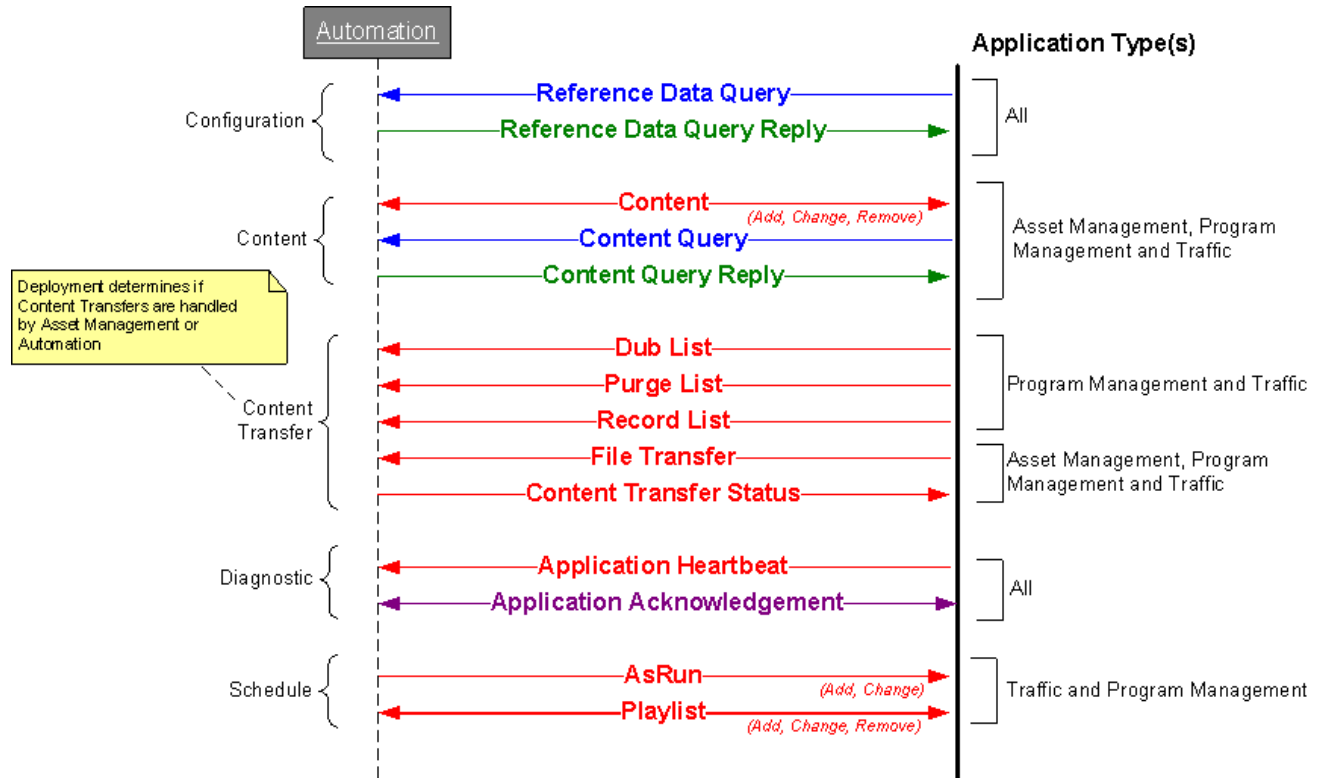 Automation
Application Type(s)
Configuration
Reference Data Query
Reference Data Query Reply
All
Content
Content
(Add, Change, Remove)
Content Query
Content Query Reply
Asset Management, Program
Management and Traffic
Deployment determines if
Content Transfers are handled
by Asset Management or
Automation
Content
Transfer
Dub List
Purge List
Record List
Program Management and Traffic
File Transfer
Content Transfer Status
Asset Management, Program
Management and Traffic
Diagnostic
Application Heartbeat
Application Acknowledgement
All
Schedule
AsRun
(Add, Change)
Playlist
(Add, Change, Remove)
Traffic and Program Management